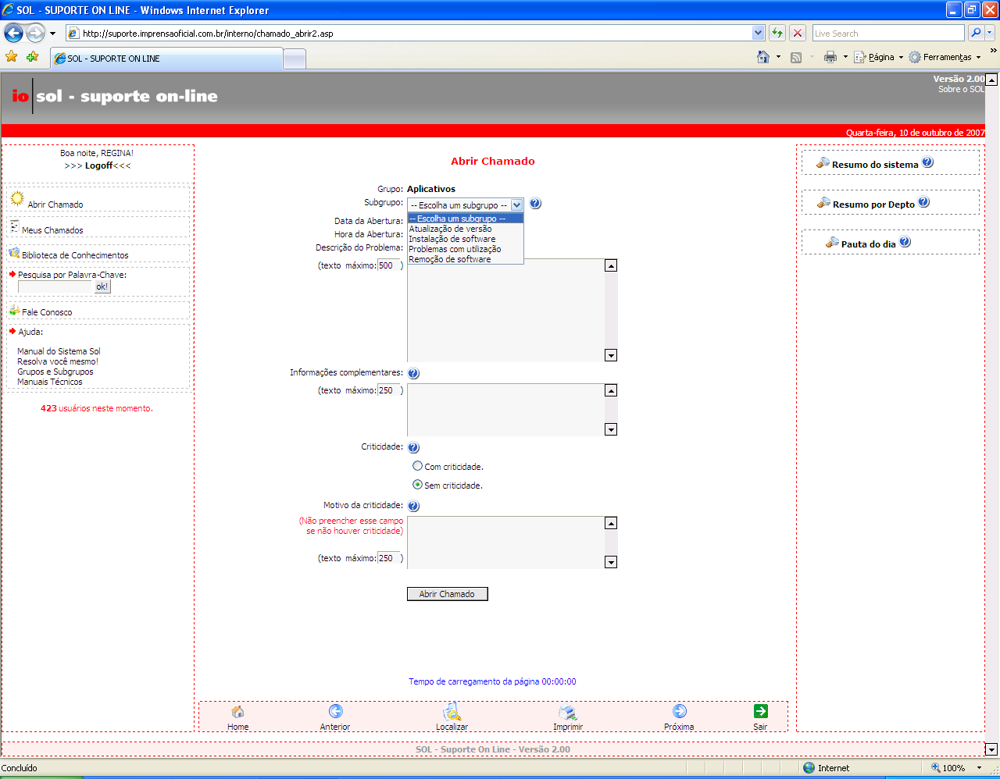 SOL - SUPORTE ON LINE - Windows Internet Explorer
http://suporte.imprensaoficial.com.br/interno/chamado_abrir2.asp
Live Search
SOL - SUPORTE ON LINE
Página
Ferramentas
»
io sol - suporte on-line
Versão 2.00
Sobre o SOL
Quarta-feira, 10 de outubro de 2007
Boa noite, REGINA!
>>> Logoff<<<
Abrir Chamado
Meus Chamados
Biblioteca de Conhecimentos
Pesquisa por Palavra-Chave:
ok!
Fale Conosco
Ajuda:
Manual do Sistema Sol
Resolva você mesmo!
Grupos e Subgrupos
Manuais Técnicos
423 usuários neste momento.
Abrir Chamado
Grupo: Aplicativos
Subgrupo: -- Escolha um subgrupo --
-- Escolha um subgrupo --
Atualização de versão
Instalação de software
Problemas com utilização
Remoção de software
Data da Abertura:
Hora da Abertura:
Descrição do Problema:
(texto máximo: 500 )
Informações complementares:
(texto máximo: 250 )
Criticidade:
Com criticidade.
Sem criticidade.
Motivo da criticidade:
(Não preencher esse campo
se não houver criticidade)
(texto máximo: 250 )
Abrir Chamado
Tempo de carregamento da página 00:00:00
Home
Anterior
Localizar
Imprimir
Próxima
Sair
Resumo do sistema
Resumo por Depto
Pauta do dia
SOL - Suporte On Line - Versão 2.00
Concluído
Internet
100%